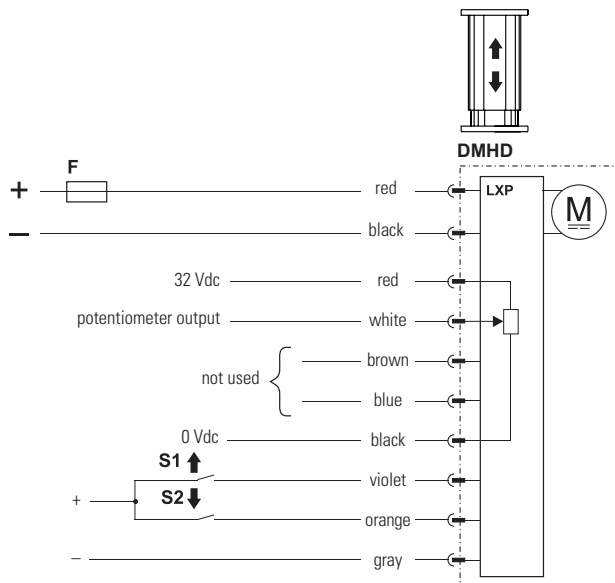 DMHD
F
+ red LXP
M
− black
32 Vdc red
potentiometer output white
brown
not used
blue
0 Vdc black
S1
violet
+ S2
orange
− gray